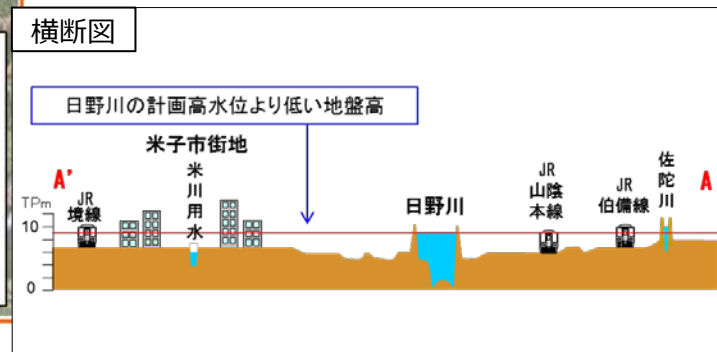 横断図
日野川の計画高水位より低い地盤高
米子市街地
A'
JR
境線
米川用水
日野川
JR
山陰
本線
JR
伯備線
佐陀川
A
TPm
10
0